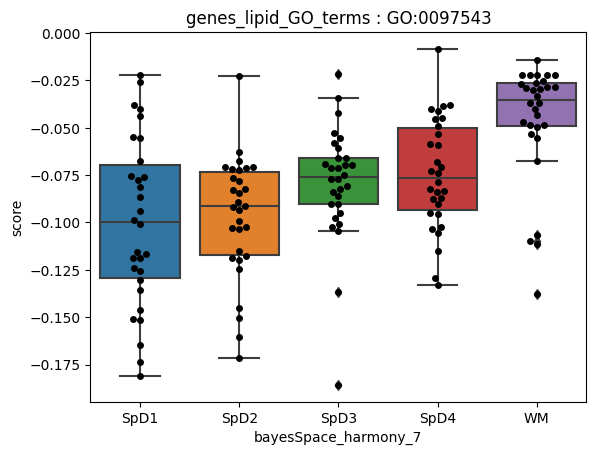 genes_lipid_GO_terms : GO:0097543
0.000
−0.025
−0.050
−0.075
−0.100
−0.125
−0.150
−0.175
score
SpD1 SpD2 SpD3 SpD4 WM
bayesSpace_harmony_7